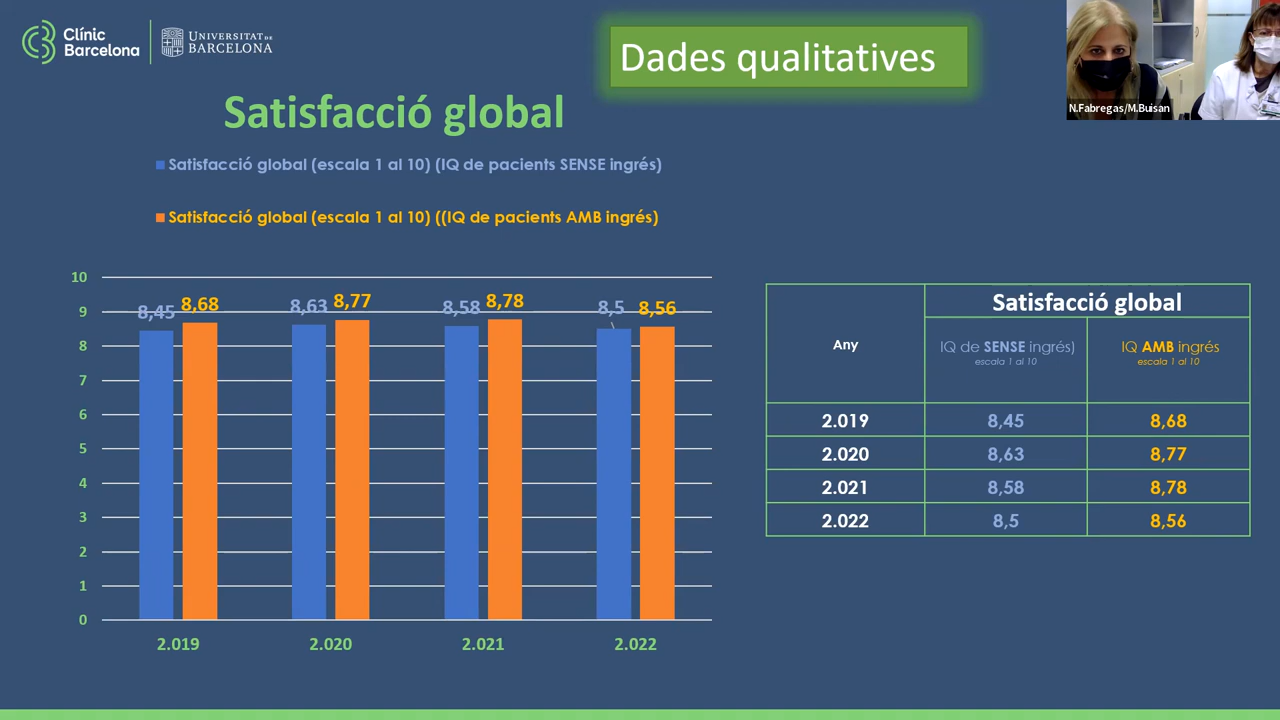 Clínic
Barcelona
UNIVERSITAT DE
BARCELONA
Dades qualitatives
N.Fabregas/M.Buisan
Satisfacció global
Satisfacció global (escala 1 al 10) (IQ de pacients SENSE ingrés)
Satisfacció global (escala 1 al 10) ((IQ de pacients AMB ingrés)
10
9
8
7
6
5
4
3
2
1
0
8,45 8,68
8,63 8,77
8,58 8,78
8,5 8,56
2.019 2.020 2.021 2.022
Satisfacció global
Any
IQ de SENSE ingrés)
escala 1 al 10
IQ AMB ingrés
escala 1 al 10
2.019 8,45 8,68
2.020 8,63 8,77
2.021 8,58 8,78
2.022 8,5 8,56